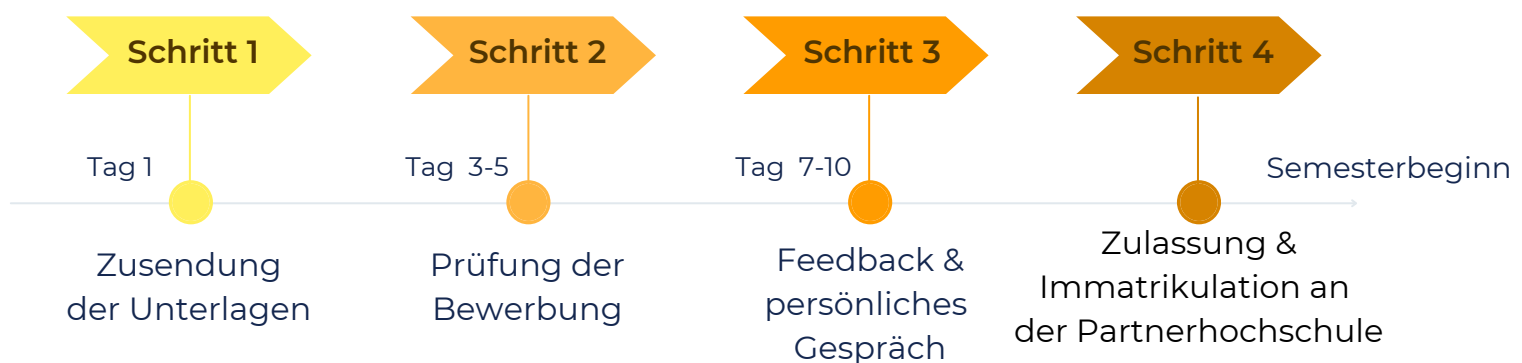 Schritt 1
Schritt 2
Schritt 3
Schritt 4
Tag 1
Tag 3-5
Tag 7-10
Semesterbeginn
Zusendung
der Unterlagen
Prüfung der
Bewerbung
Feedback &
persönliches
Gespräch
Zulassung &
Immatrikulation an
der Partnerhochschule